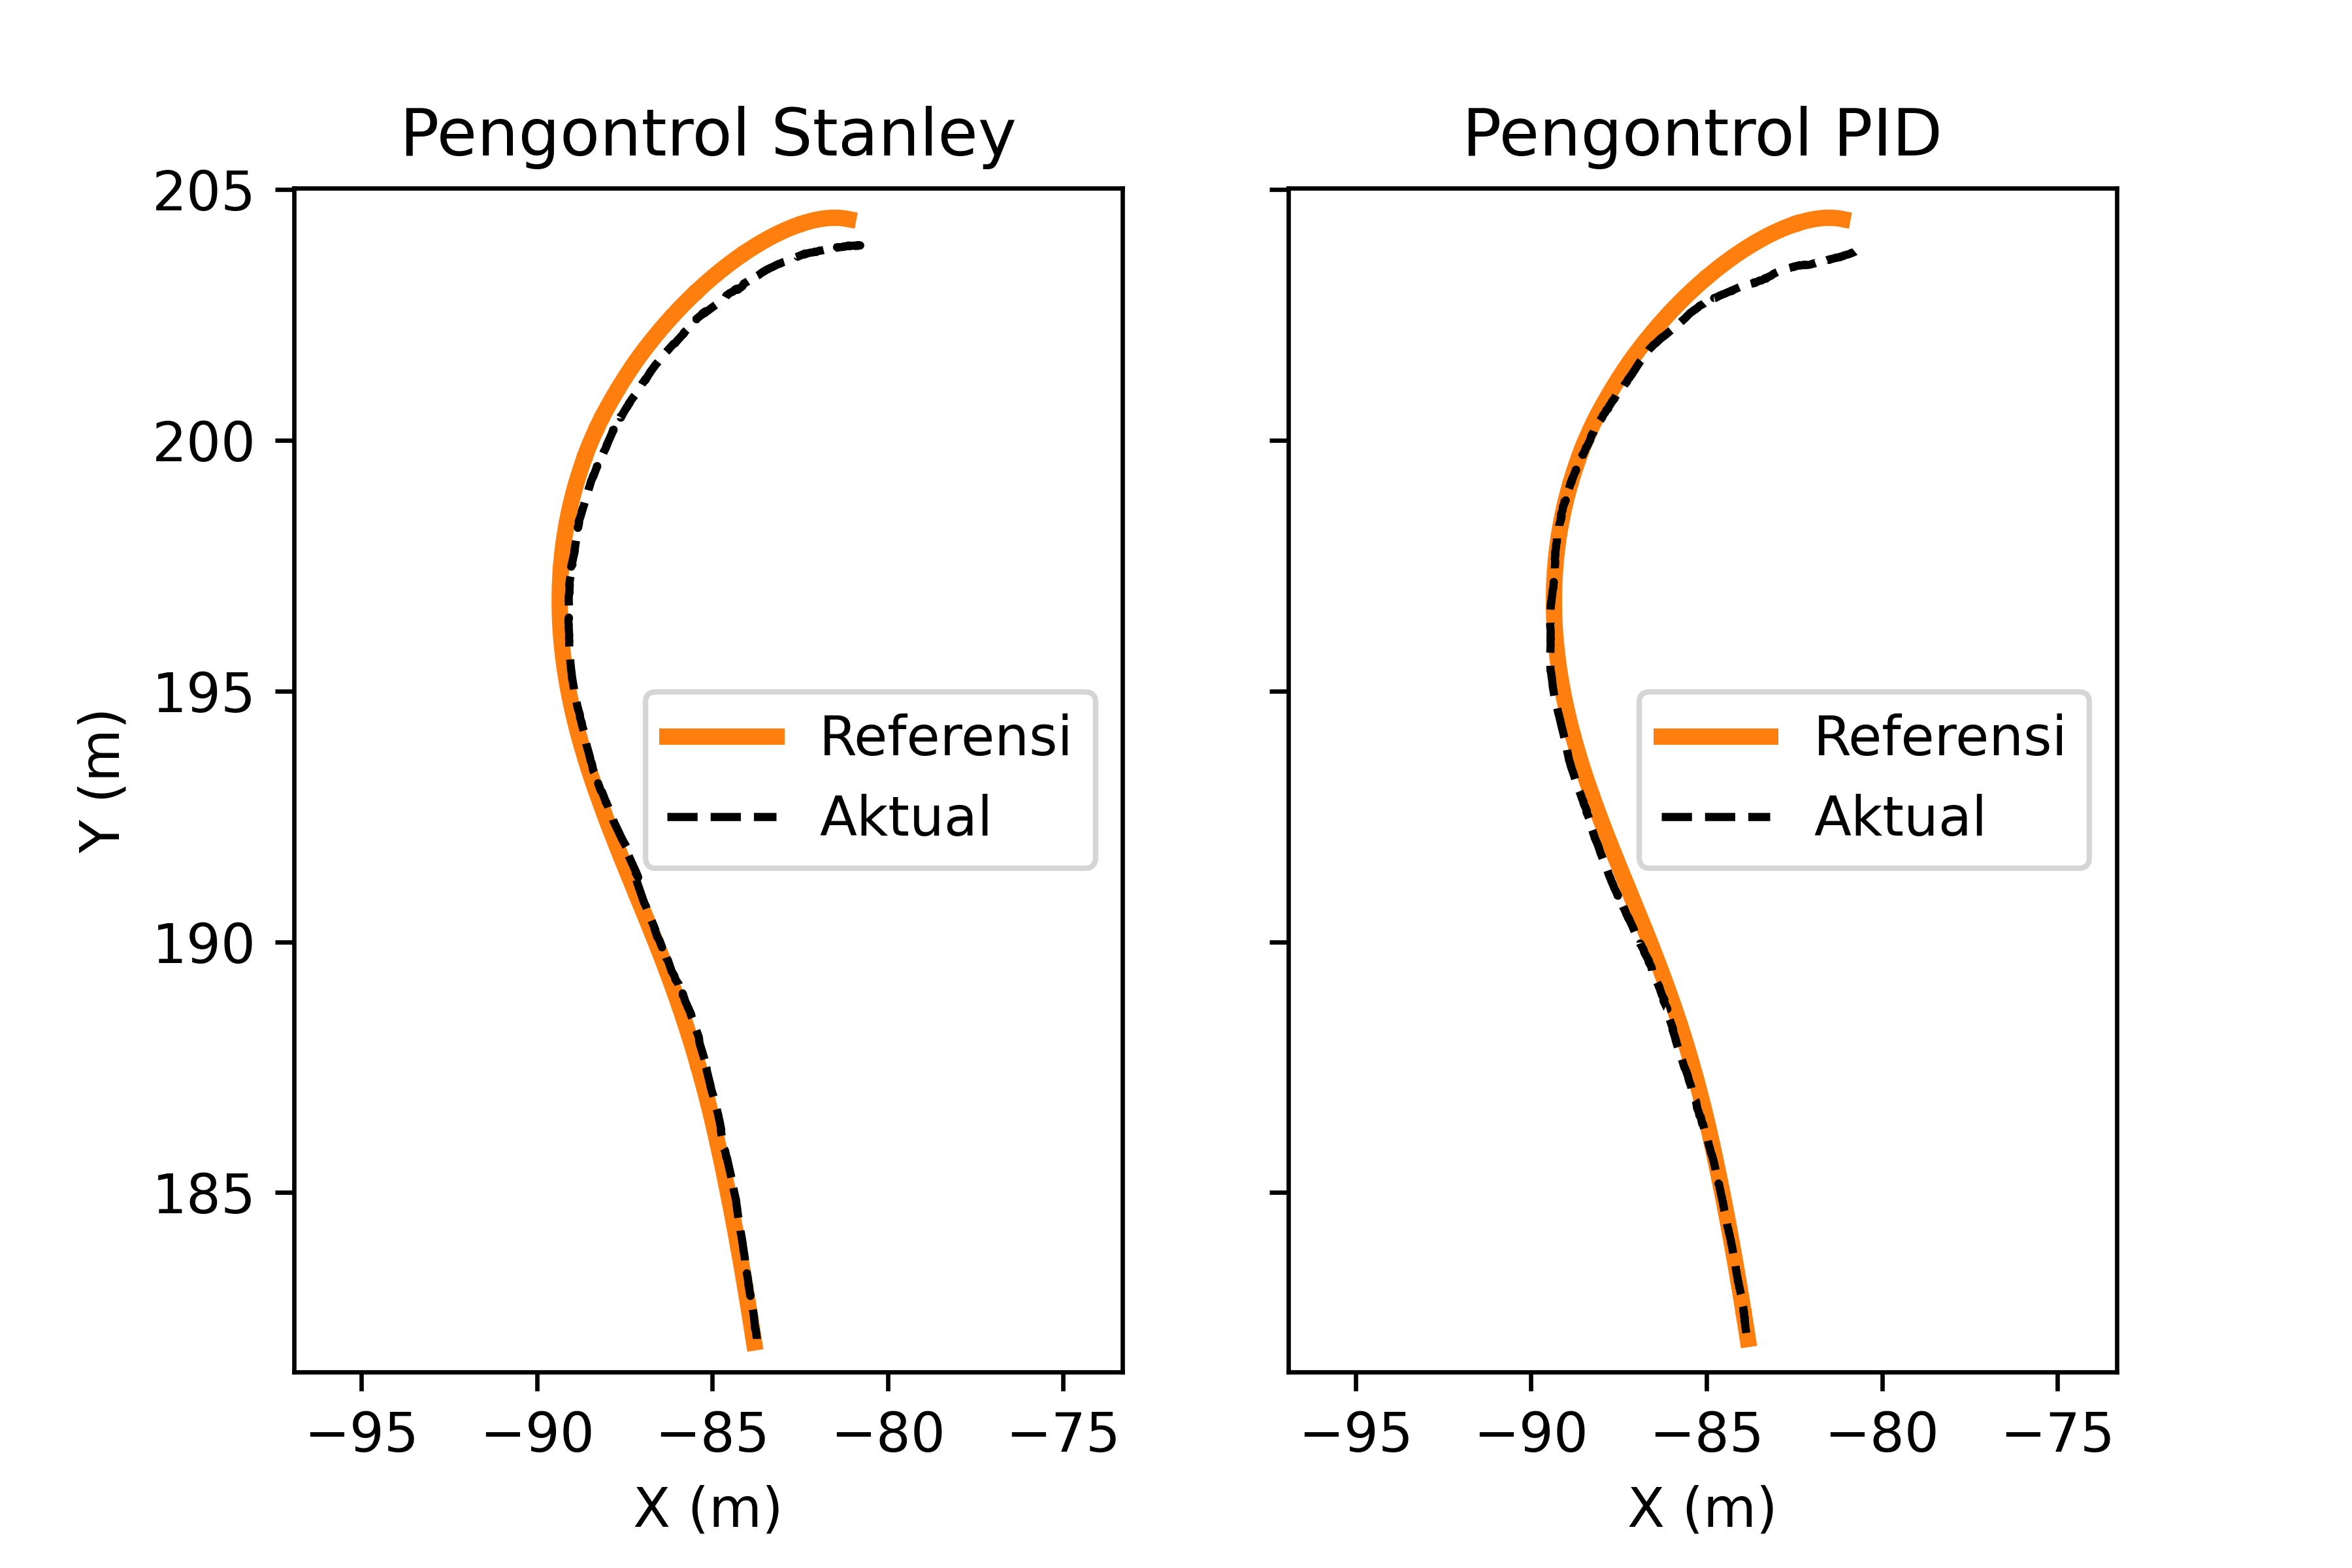 Pengontrol Stanley
205
200
195
190
185
Y (m)
Referensi
Aktual
−95 −90 −85 −80 −75
X (m)
Pengontrol PID
Referensi
Aktual
−95 −90 −85 −80 −75
X (m)